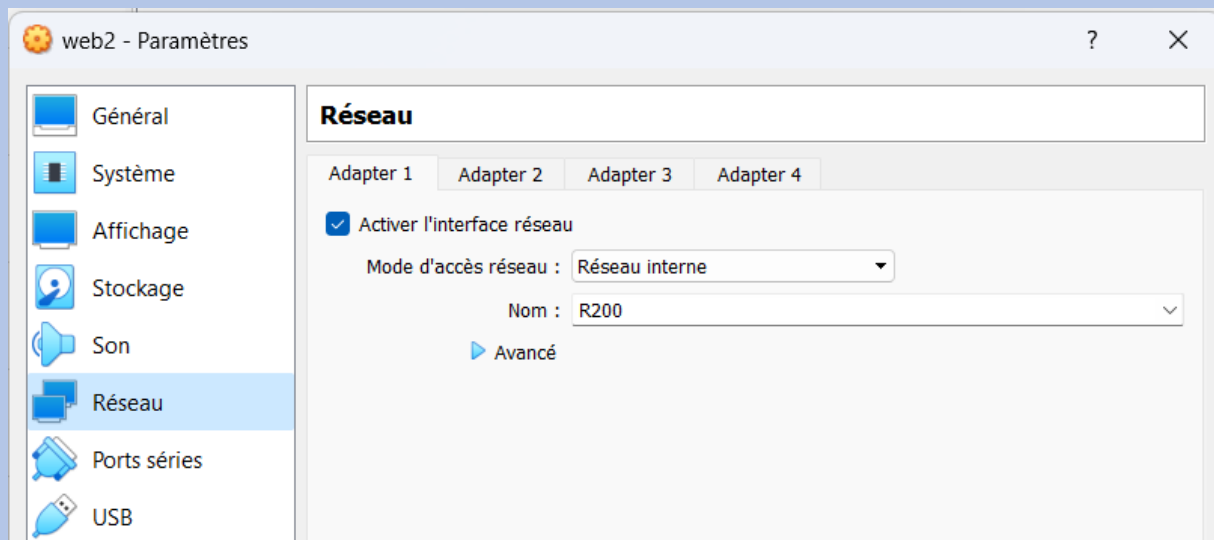 web2 - Paramètres ?
Général
Système
Affichage
Stockage
Son
Réseau
Ports séries
USB
Réseau
Adapter 1 Adapter 2 Adapter 3 Adapter 4
Activer l'interface réseau
Mode d'accès réseau : Réseau interne
Nom : R200
Avancé